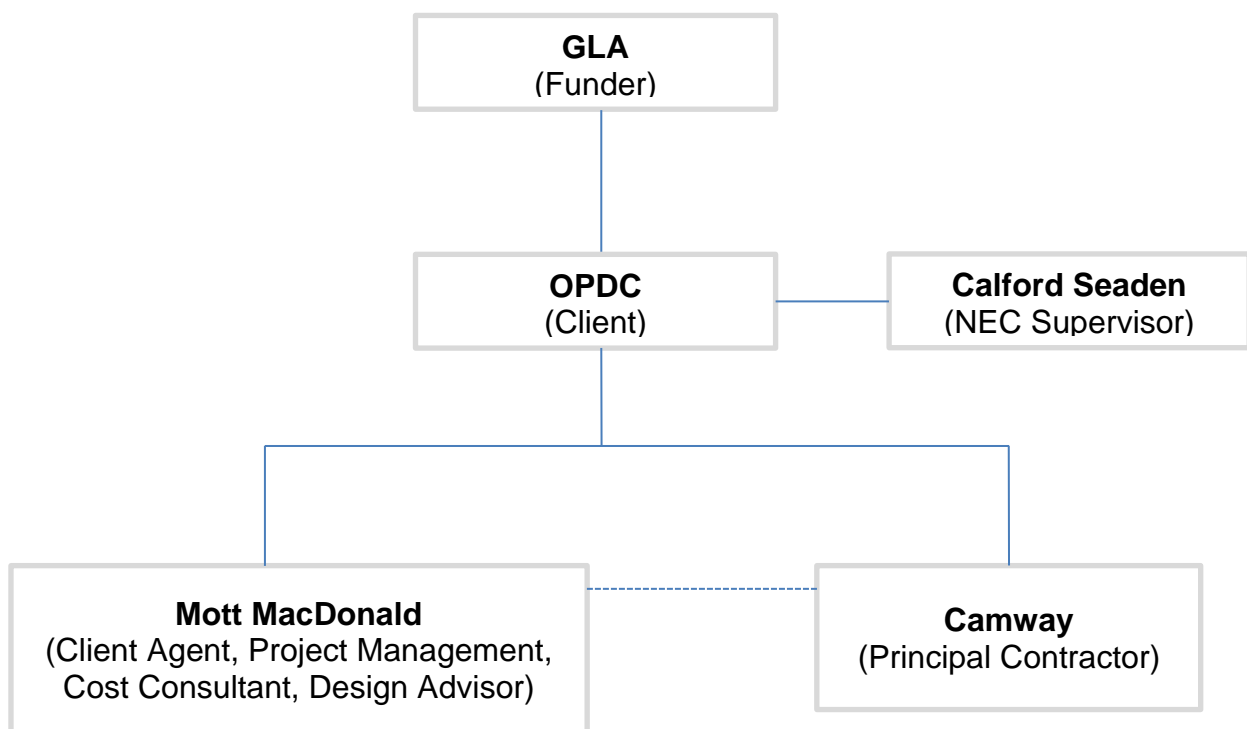 GLA
(Funder)
OPDC
(Client)
Calford Seaden
(NEC Supervisor)
Mott MacDonald
(Client Agent, Project Management,
Cost Consultant, Design Advisor)
Camway
(Principal Contractor)